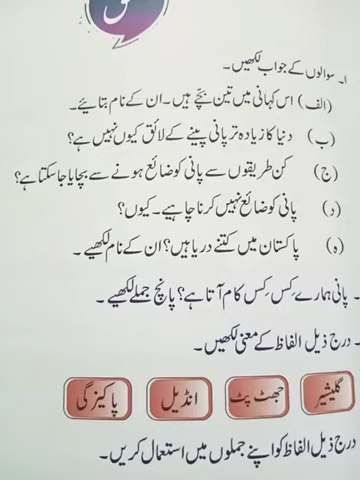 مشق
۱۔ سوالوں کے جواب لکھیں۔
(الف) اس کہانی میں تین بچے ہیں۔ ان کے نام بتائیے۔
(ب) دنیا کا زیادہ تر پانی پینے کے لائق کیوں نہیں ہے؟
(ج) کن طریقوں سے پانی کو ضائع ہونے سے بچایا جا سکتا ہے؟
(د) پانی کو ضائع نہیں کرنا چاہیے۔ کیوں؟
(ہ) پاکستان میں کتنے دریا ہیں؟ ان کے نام لکھیے۔
۔ پانی ہمارے کِس کِس کام آتا ہے؟ پانچ جملے لکھیے۔
۔ درج ذیل الفاظ کے معنی لکھیں۔
گلیشیر جھٹ پٹ انڈیل پاکیزگی
درج ذیل الفاظ کو اپنے جملوں میں استعمال کریں۔